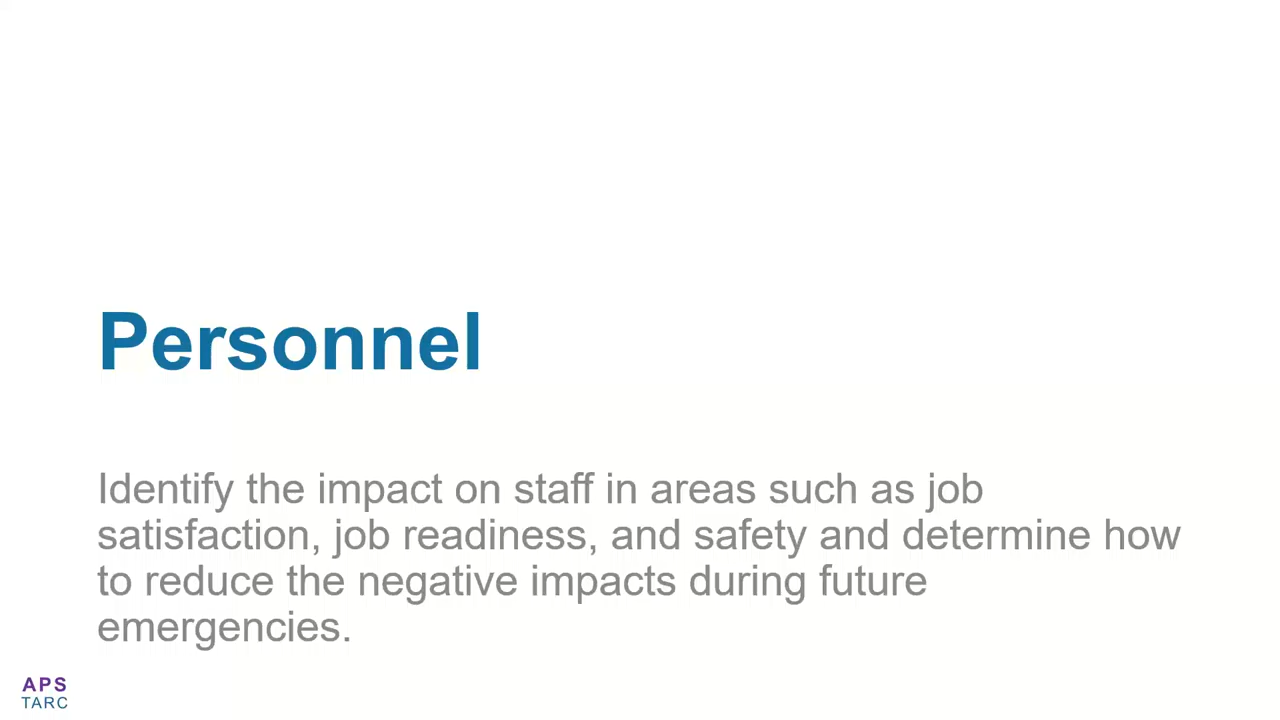 Personnel
Identify the impact on staff in areas such as job
satisfaction, job readiness, and safety and determine how
to reduce the negative impacts during future
emergencies.
APS
TARC